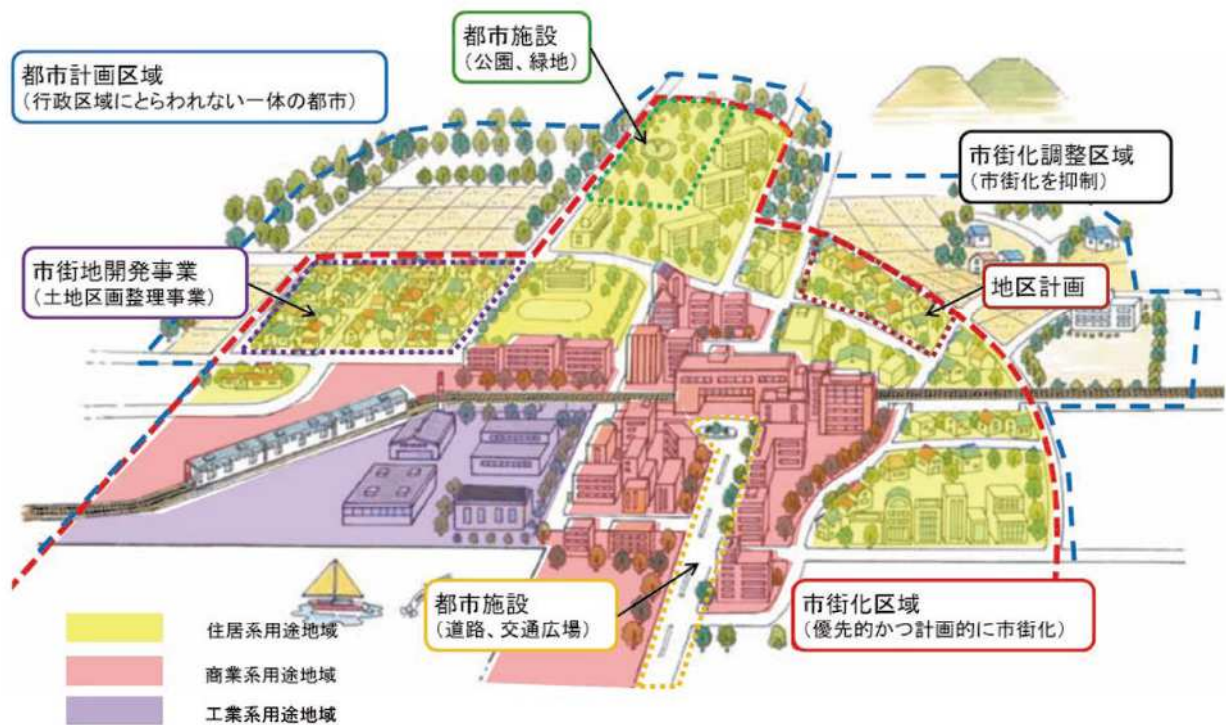 都市施設
（公園、緑地）
都市計画区域
（行政区域にとらわれない一体の都市）
市街化調整区域
（市街化を抑制）
市街地開発事業
（土地区画整理事業）
地区計画
都市施設
（道路、交通広場）
市街化区域
（優先的かつ計画的に市街化）
住居系用途地域
商業系用途地域
工業系用途地域